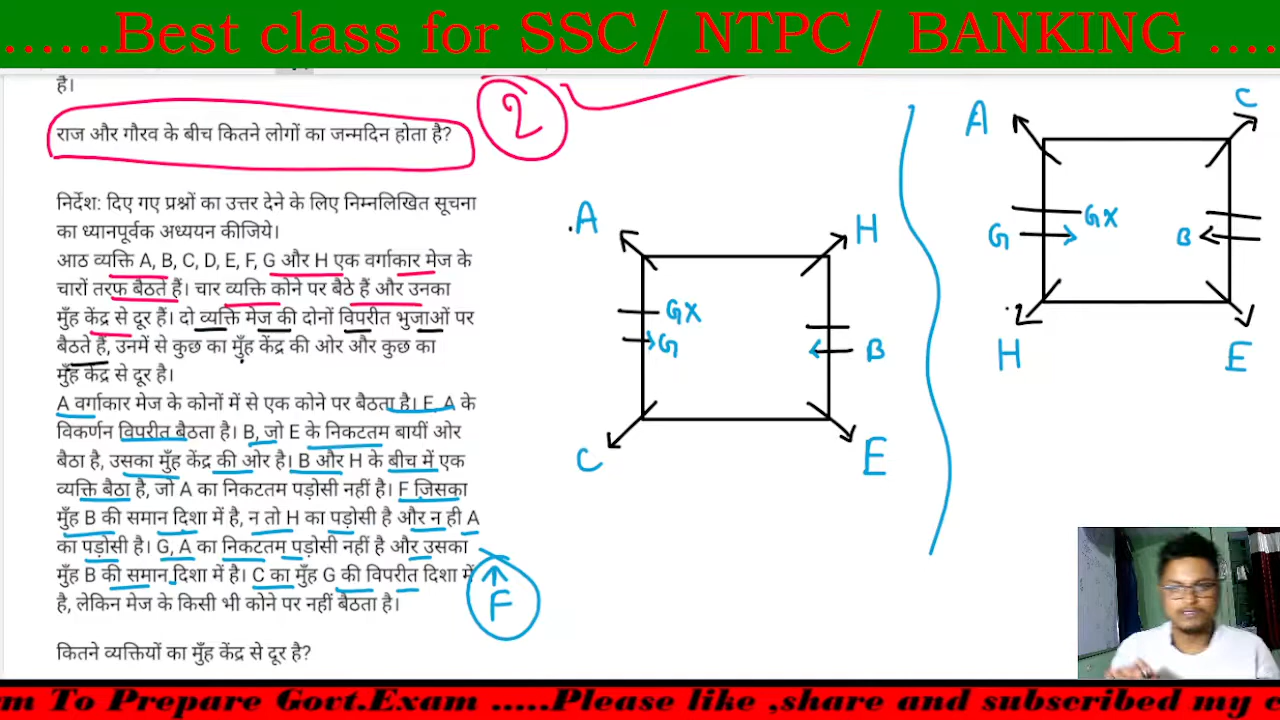 ......Best class for SSC/ NTPC/ BANKING ....
है।
राज और गौरव के बीच कितने लोगों का जन्मदिन होता है?
2
निर्देश: दिए गए प्रश्नों का उत्तर देने के लिए निम्नलिखित सूचना
का ध्यानपूर्वक अध्ययन कीजिये।
आठ व्यक्ति A, B, C, D, E, F, G और H एक वर्गाकार मेज के
चारों तरफ बैठते हैं। चार व्यक्ति कोने पर बैठे हैं और उनका
मुँह केंद्र से दूर हैं। दो व्यक्ति मेज की दोनों विपरीत भुजाओं पर
बैठते हैं, उनमें से कुछ का मुँह केंद्र की ओर और कुछ का
मुँह केंद्र से दूर है।
A वर्गाकार मेज के कोनों में से एक कोने पर बैठता है। E, A के
विकर्णन विपरीत बैठता है। B, जो E के निकटतम बायीं ओर
बैठा है, उसका मुँह केंद्र की ओर है। B और H के बीच में एक
व्यक्ति बैठा है, जो A का निकटतम पड़ोसी नहीं है। F जिसका
मुँह B की समान दिशा में है, न तो H का पड़ोसी है और न ही A
का पड़ोसी है। G, A का निकटतम पड़ोसी नहीं है और उसका
मुँह B की समान दिशा में है। C का मुँह G की विपरीत दिशा में
है, लेकिन मेज के किसी भी कोने पर नहीं बैठता है।
F
कितने व्यक्तियों का मुँह केंद्र से दूर है?
A
H
GX
G
B
C
E
A
C
G
GX
B
H
E
m To Prepare Govt.Exam .....Please like ,share and subscribed my c